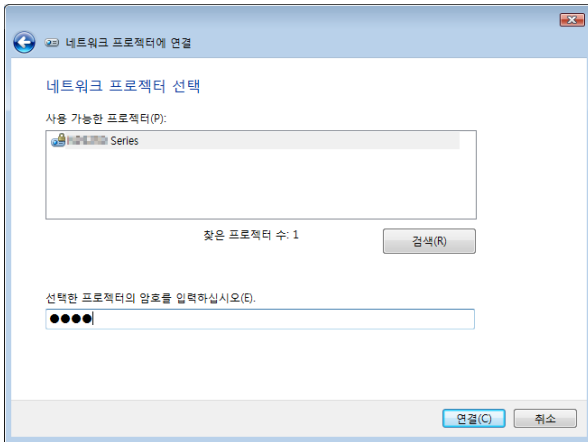 네트워크 프로젝터에 연결
네트워크 프로젝터 선택
사용 가능한 프로젝터(P):
Series
찾은 프로젝터 수: 1
검색(R)
선택한 프로젝터의 암호를 입력하십시오(E).
●●●●
연결(C) 취소